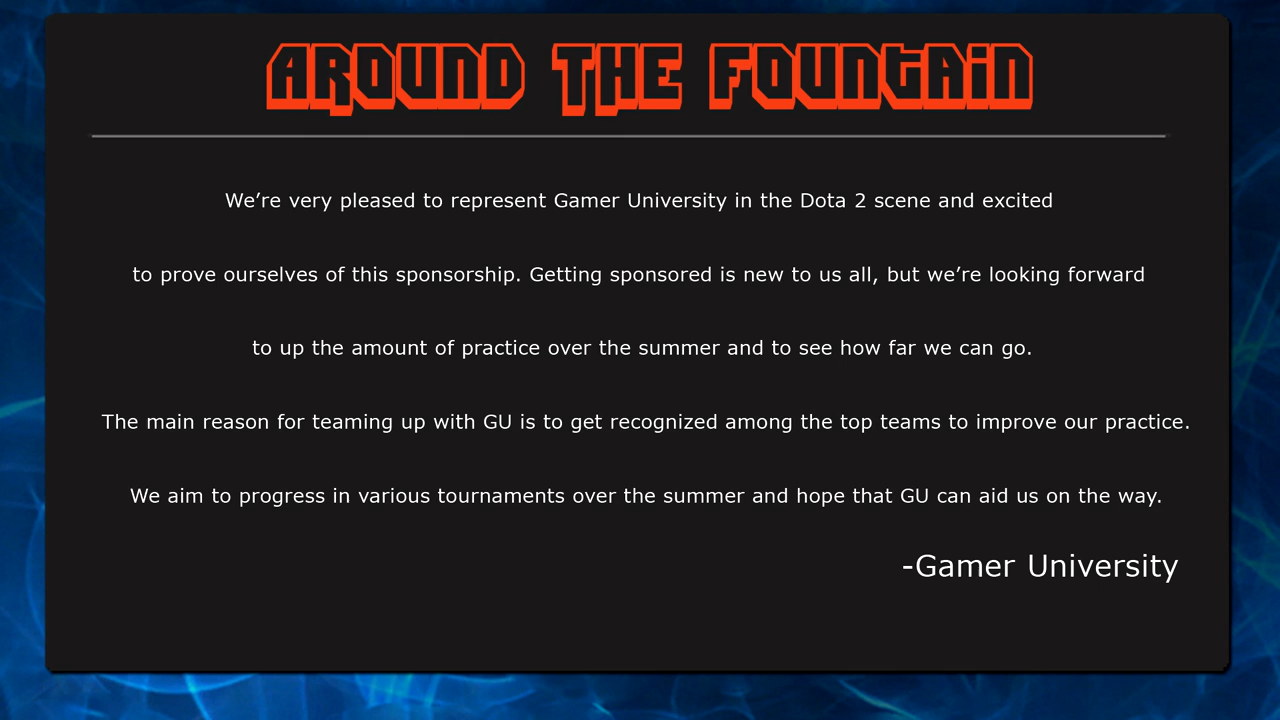 AROUND THE FOUNtAiN
We’re very pleased to represent Gamer University in the Dota 2 scene and excited
to prove ourselves of this sponsorship. Getting sponsored is new to us all, but we’re looking forward
to up the amount of practice over the summer and to see how far we can go.
The main reason for teaming up with GU is to get recognized among the top teams to improve our practice.
We aim to progress in various tournaments over the summer and hope that GU can aid us on the way.
-Gamer University